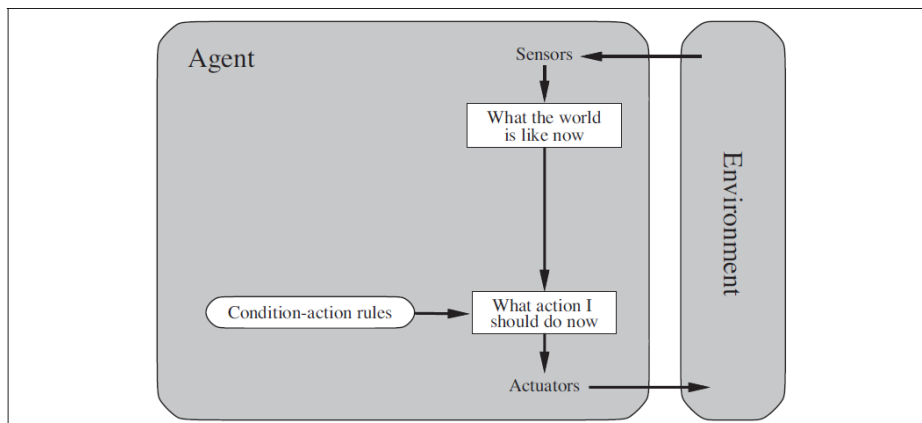 Agent
Sensors
What the world
is like now
Environment
Condition-action rules
What action I
should do now
Actuators